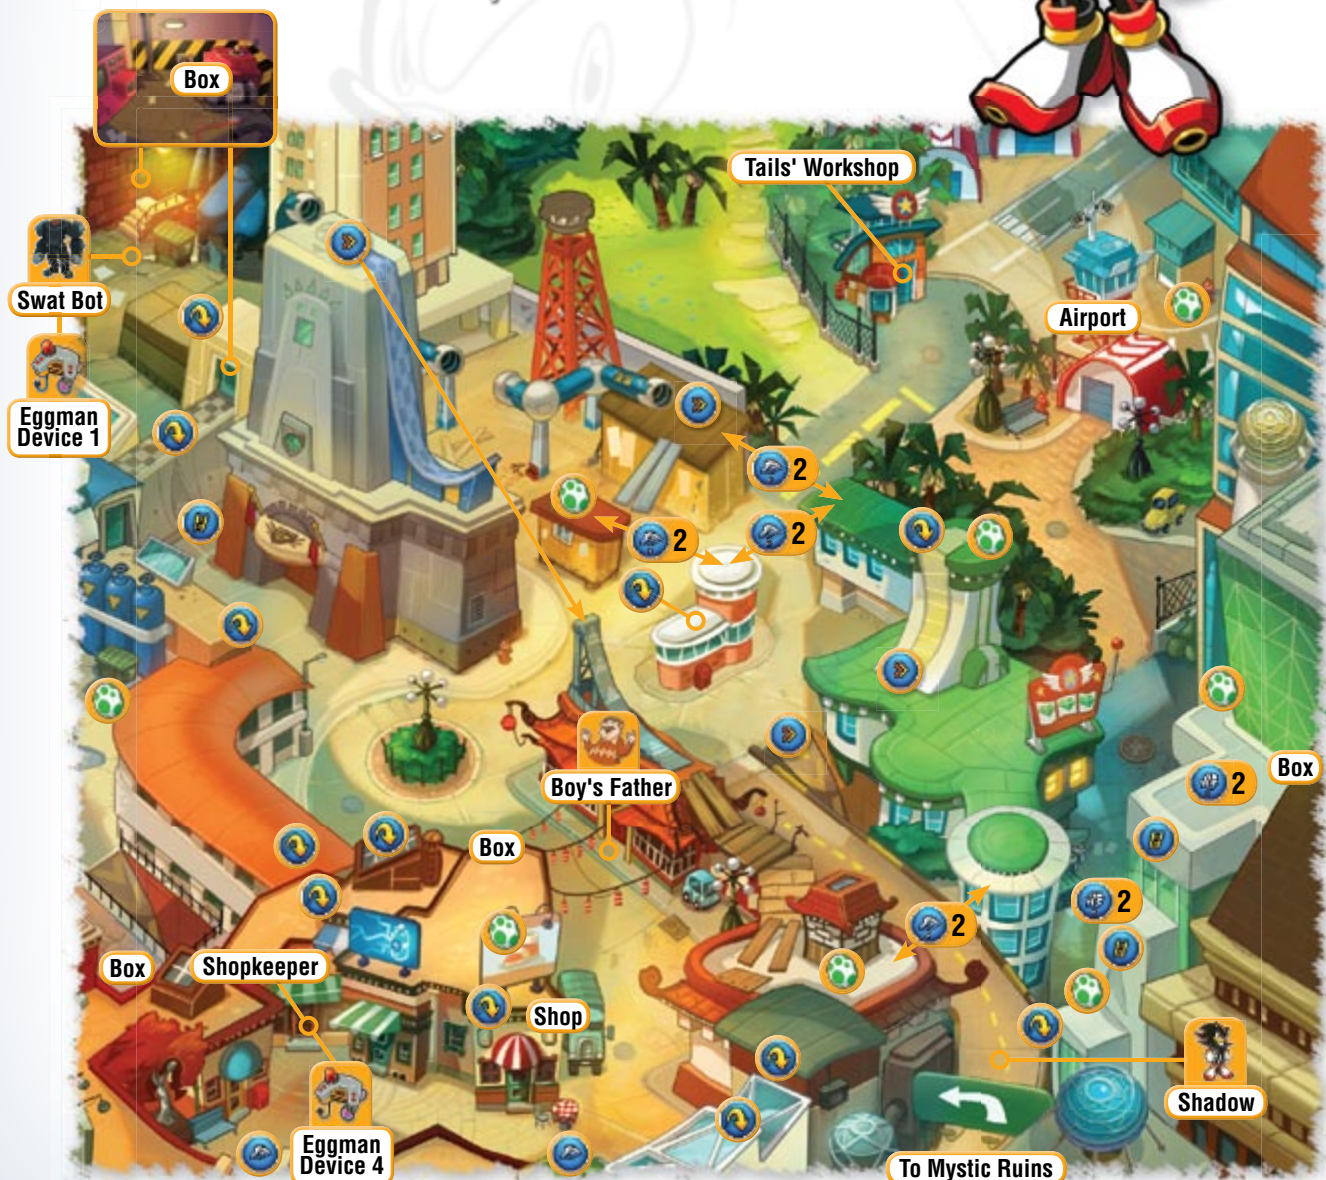 Box
Tails' Workshop
Swat Bot
Airport
Eggman
Device 1
2
2
2
Boy's Father
2
Box
Box
2
2
Box
Shopkeeper
Shop
Eggman
Device 4
Shadow
To Mystic Ruins